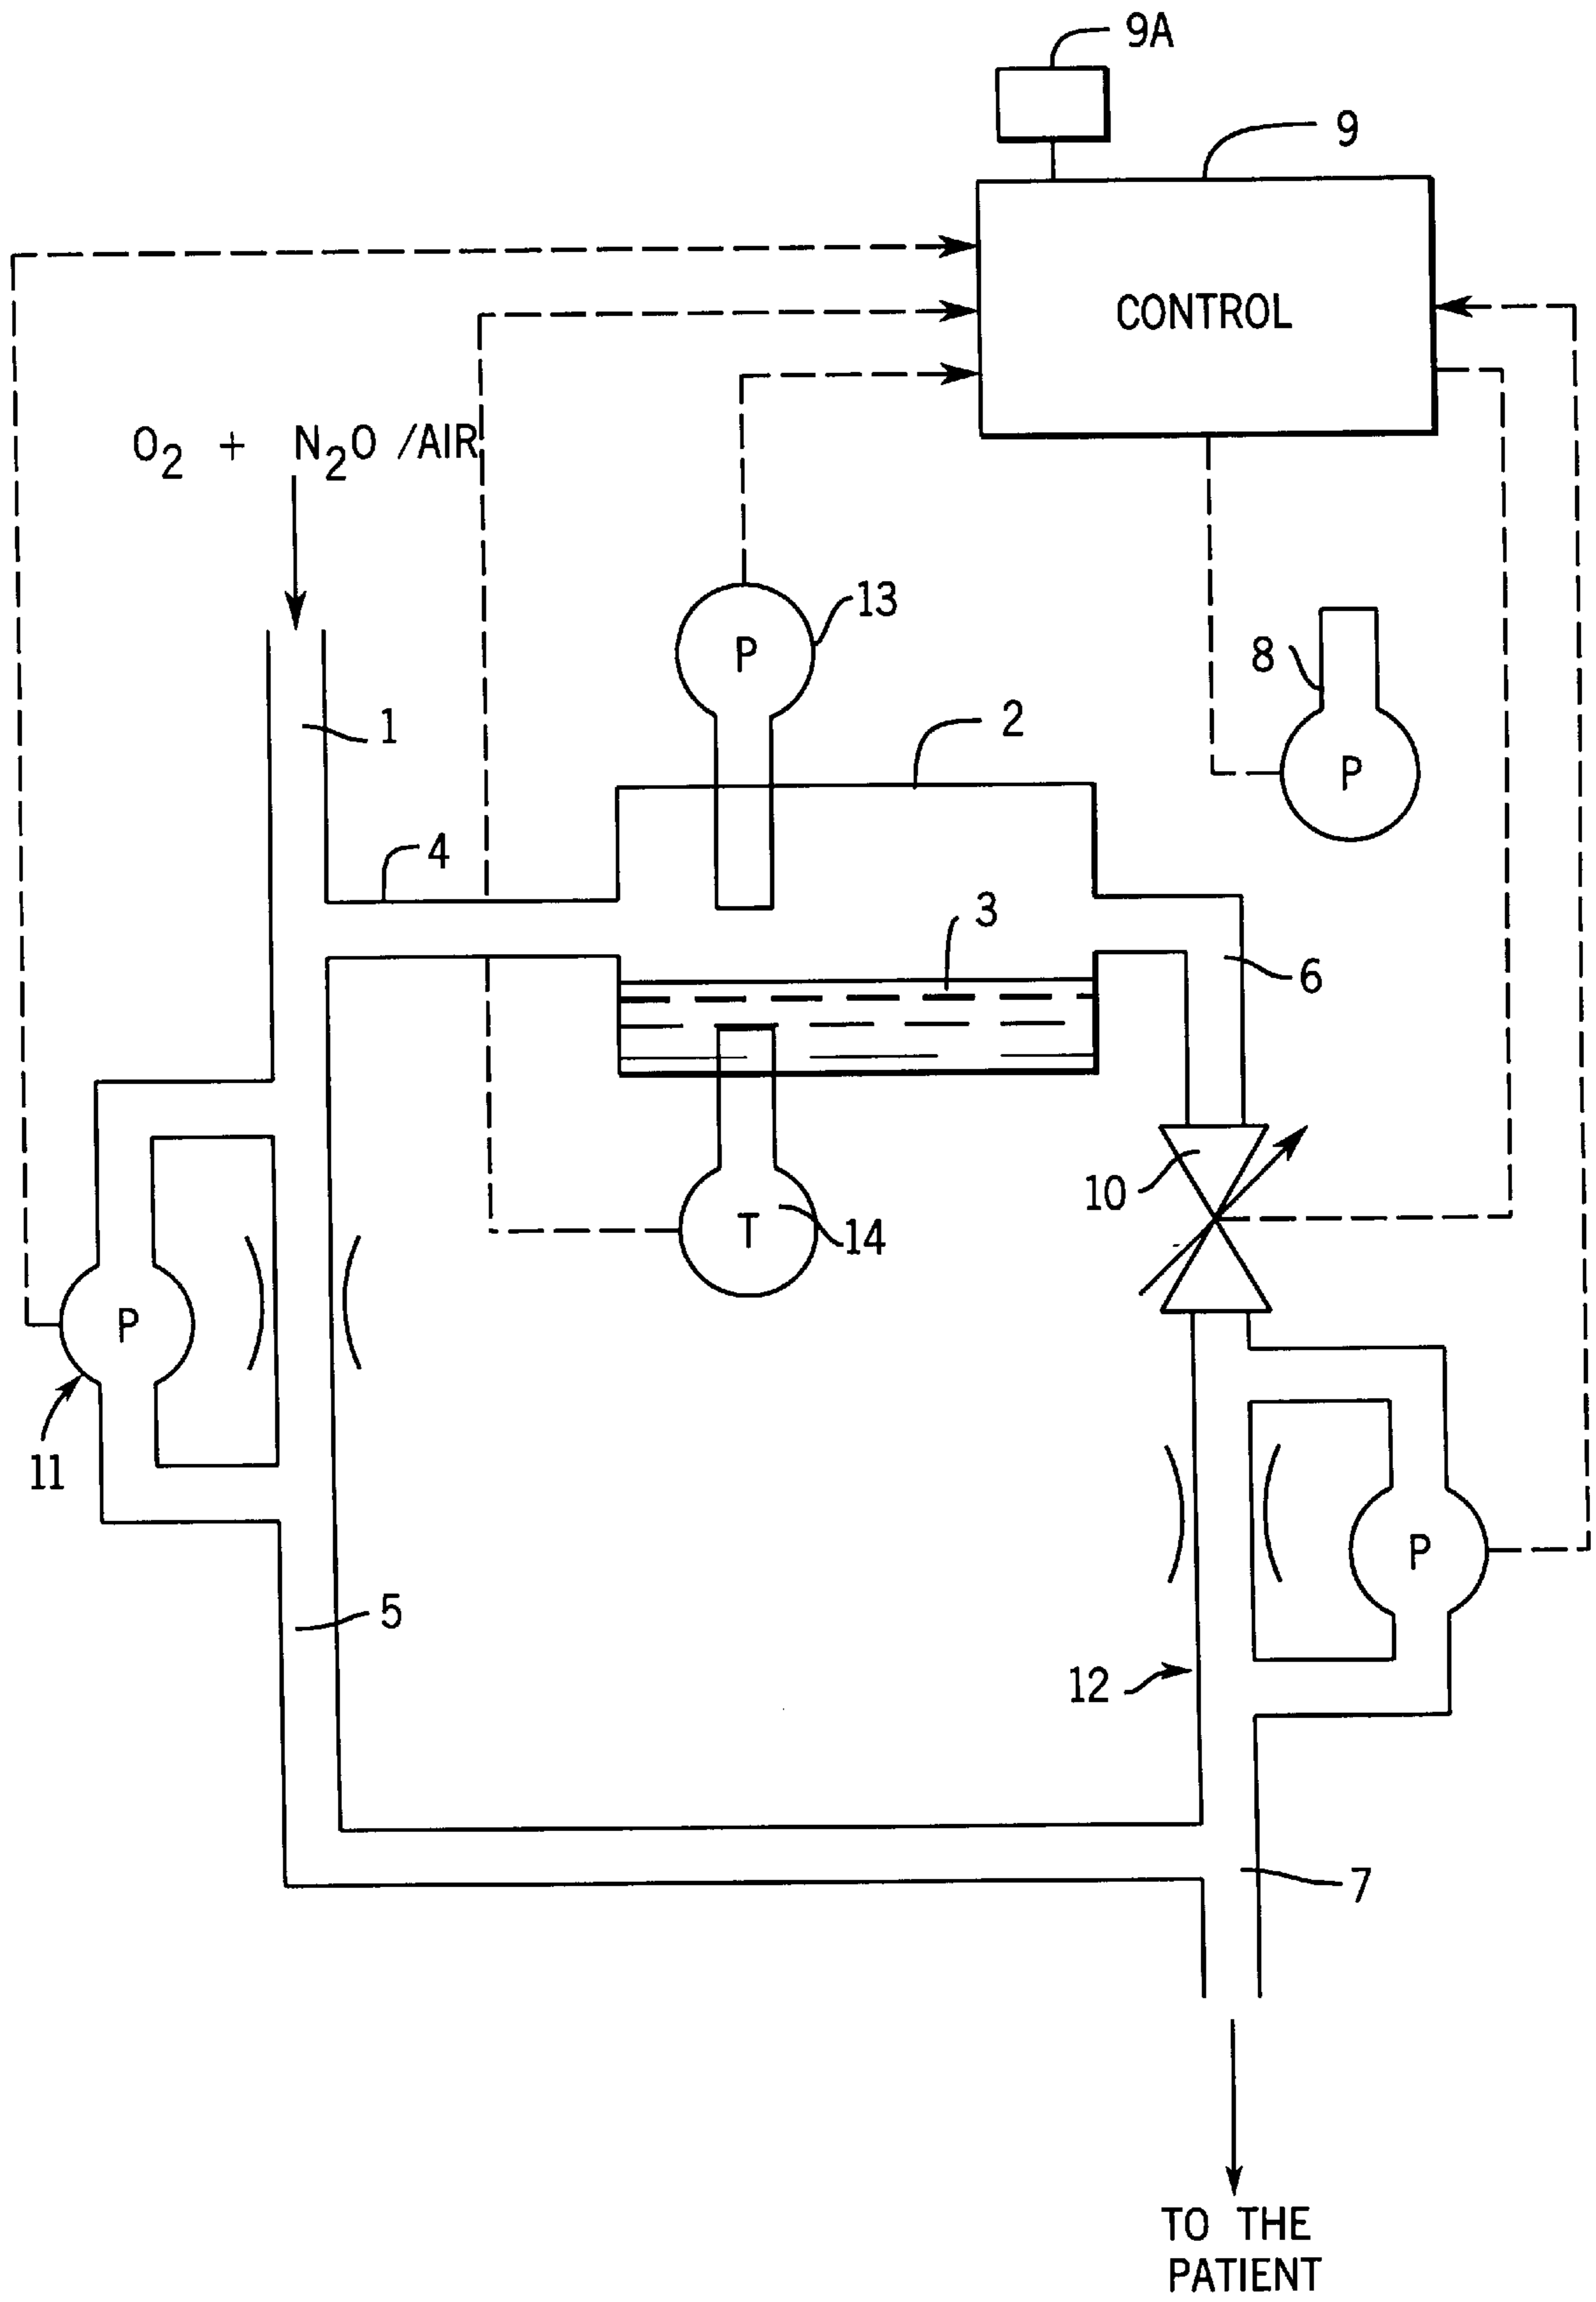 9A
9
CONTROL
O2 + N2O /AIR
13
P
8
P
1
2
4
3
6
10
T
14
P
11
P
5
12
7
TO THE
PATIENT